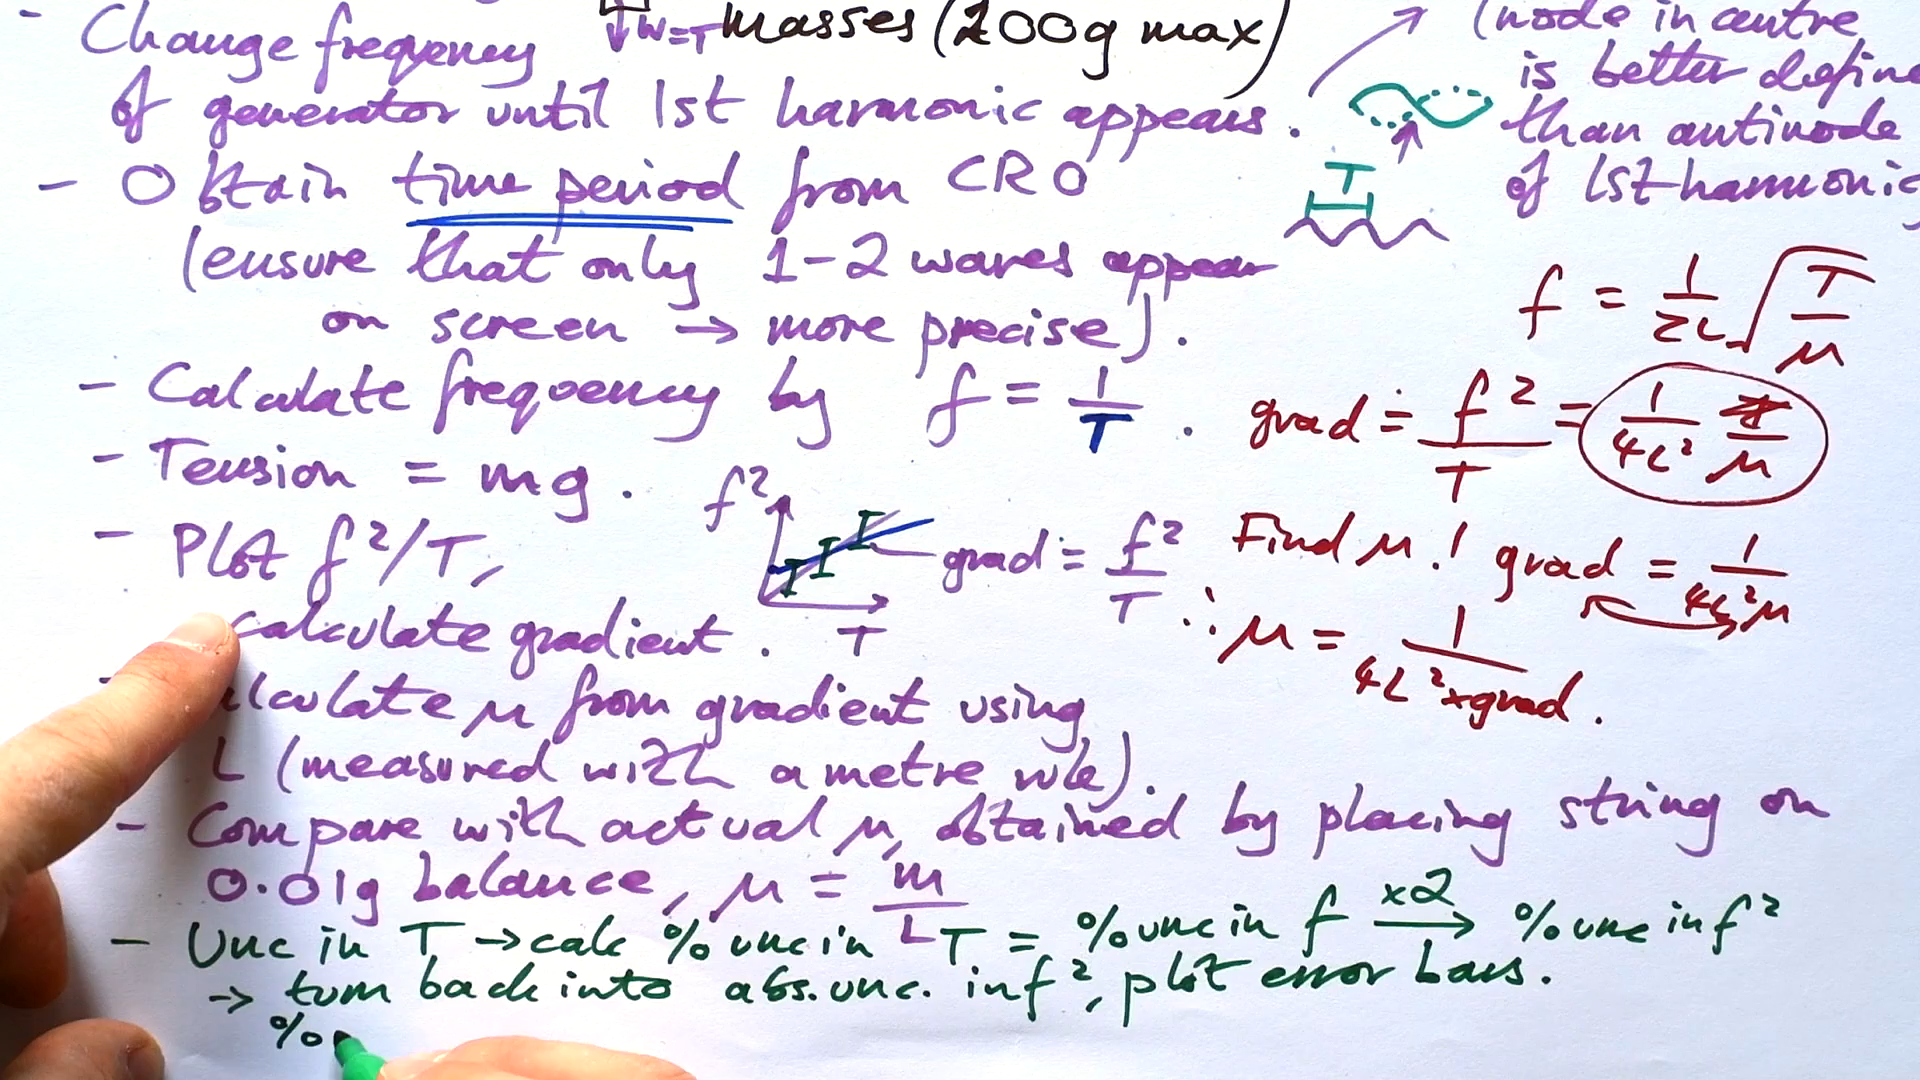 - Change frequency
W=T masses (100g max)
of generator until 1st harmonic appears.
(node in centre
is better define
than antinode
of 1st harmonic
- Obtain time period from CRO
T
(ensure that only 1-2 waves appear
on screen → more precise).
- Calculate frequency by f = 1/T.
- Tension = mg.
- Plot f²/T,
calculate gradient.
f²
T
grad = f²/T
f = 1/2L √T/μ
grad = f²/T = 1/4L² T/μ
Find μ! grad = 1/4L²μ
∴ μ = 1/4L²×grad.
- alculate μ from gradient using
L (measured with a metre rule).
- Compare with actual μ, obtained by placing string on
0.01g balance, μ = m/L
- Unc in T → calc % unc in T = % unc in f ×2→ % unc in f²
→ turn back into abs. unc. in f², plot error bars.
%